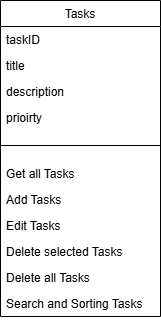 Tasks
taskID
title
description
prioirty
Get all Tasks
Add Tasks
Edit Tasks
Delete selected Tasks
Delete all Tasks
Search and Sorting Tasks